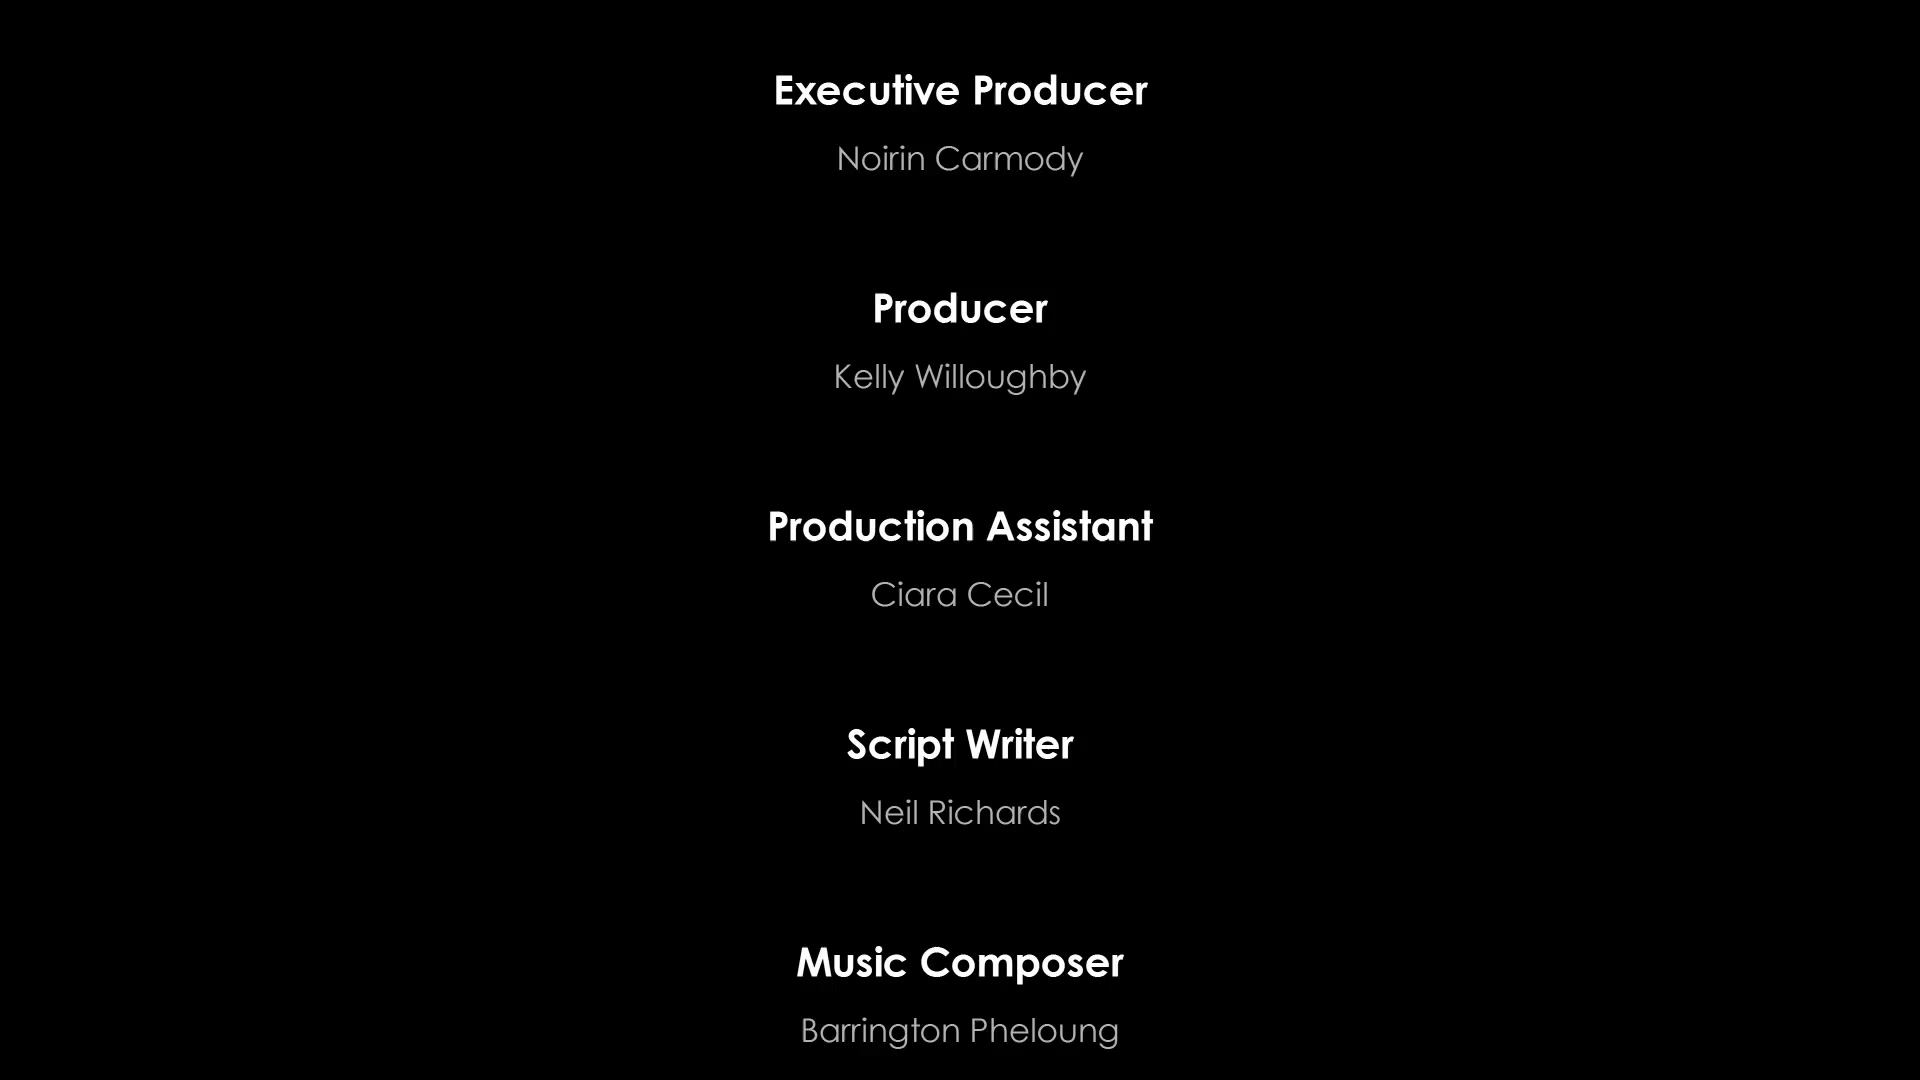 Executive Producer
Noirin Carmody
Producer
Kelly Willoughby
Production Assistant
Ciara Cecil
Script Writer
Neil Richards
Music Composer
Barrington Pheloung